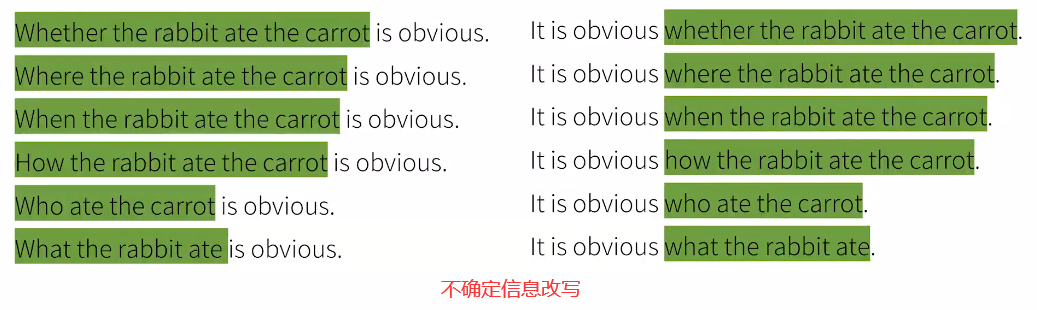 Whether the rabbit ate the carrot is obvious.
Where the rabbit ate the carrot is obvious.
When the rabbit ate the carrot is obvious.
How the rabbit ate the carrot is obvious.
Who ate the carrot is obvious.
What the rabbit ate is obvious.
It is obvious whether the rabbit ate the carrot.
It is obvious where the rabbit ate the carrot.
It is obvious when the rabbit ate the carrot.
It is obvious how the rabbit ate the carrot.
It is obvious who ate the carrot.
It is obvious what the rabbit ate.
不确定信息改写